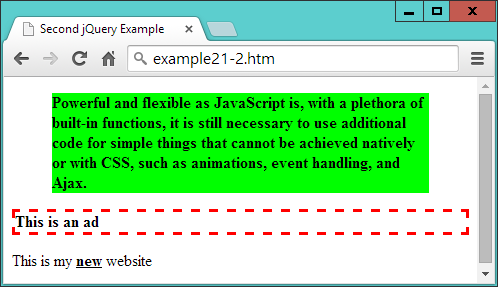 Second jQuery Example
example21-2.htm
Powerful and flexible as JavaScript is, with a plethora of
built-in functions, it is still necessary to use additional
code for simple things that cannot be achieved natively
or with CSS, such as animations, event handling, and
Ajax.
This is an ad
This is my new website